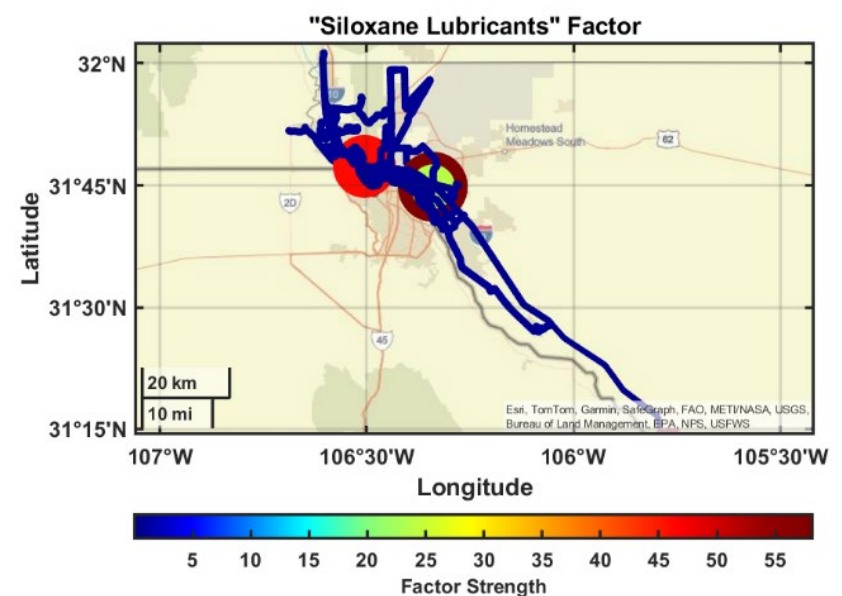 "Siloxane Lubricants" Factor
32°N
31°45'N
31°30'N
31°15'N
Latitude
10
Homestead
Meadows South
62
2D
45
20 km
10 mi
Esri, TomTom, Garmin, SafeGraph, FAO, METI/NASA, USGS,
Bureau of Land Management, EPA, NPS, USFWS
107°W 106°30'W 106°W 105°30'W
Longitude
5 10 15 20 25 30 35 40 45 50 55
Factor Strength